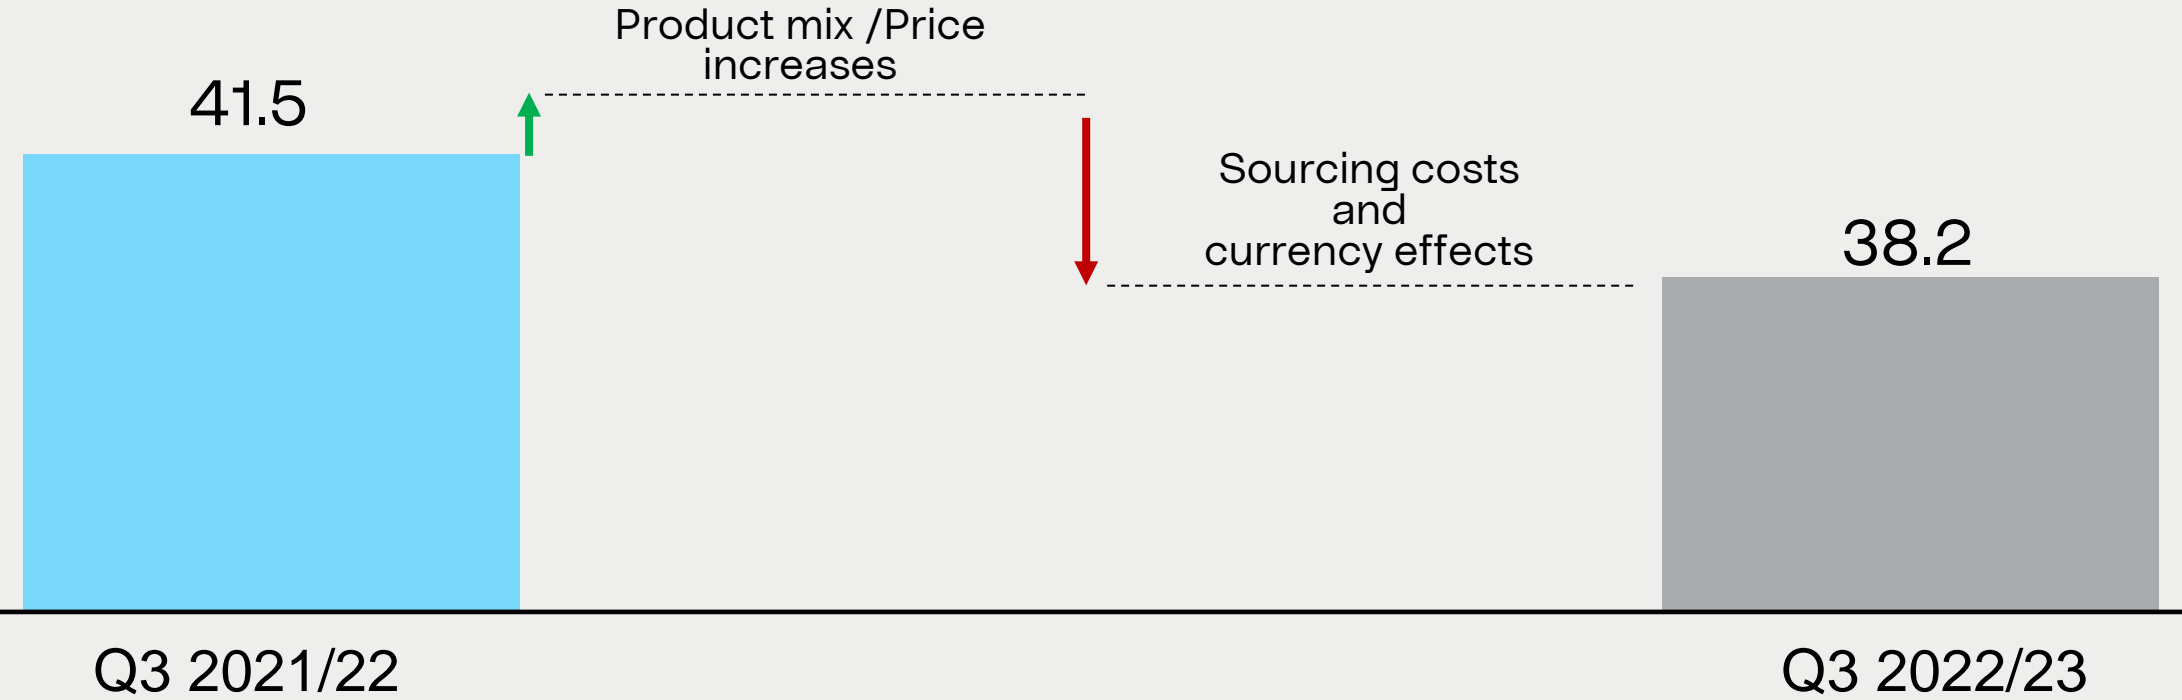 Product mix /Price
increases
41.5
Sourcing costs
and
currency effects
38.2
Q3 2021/22
Q3 2022/23